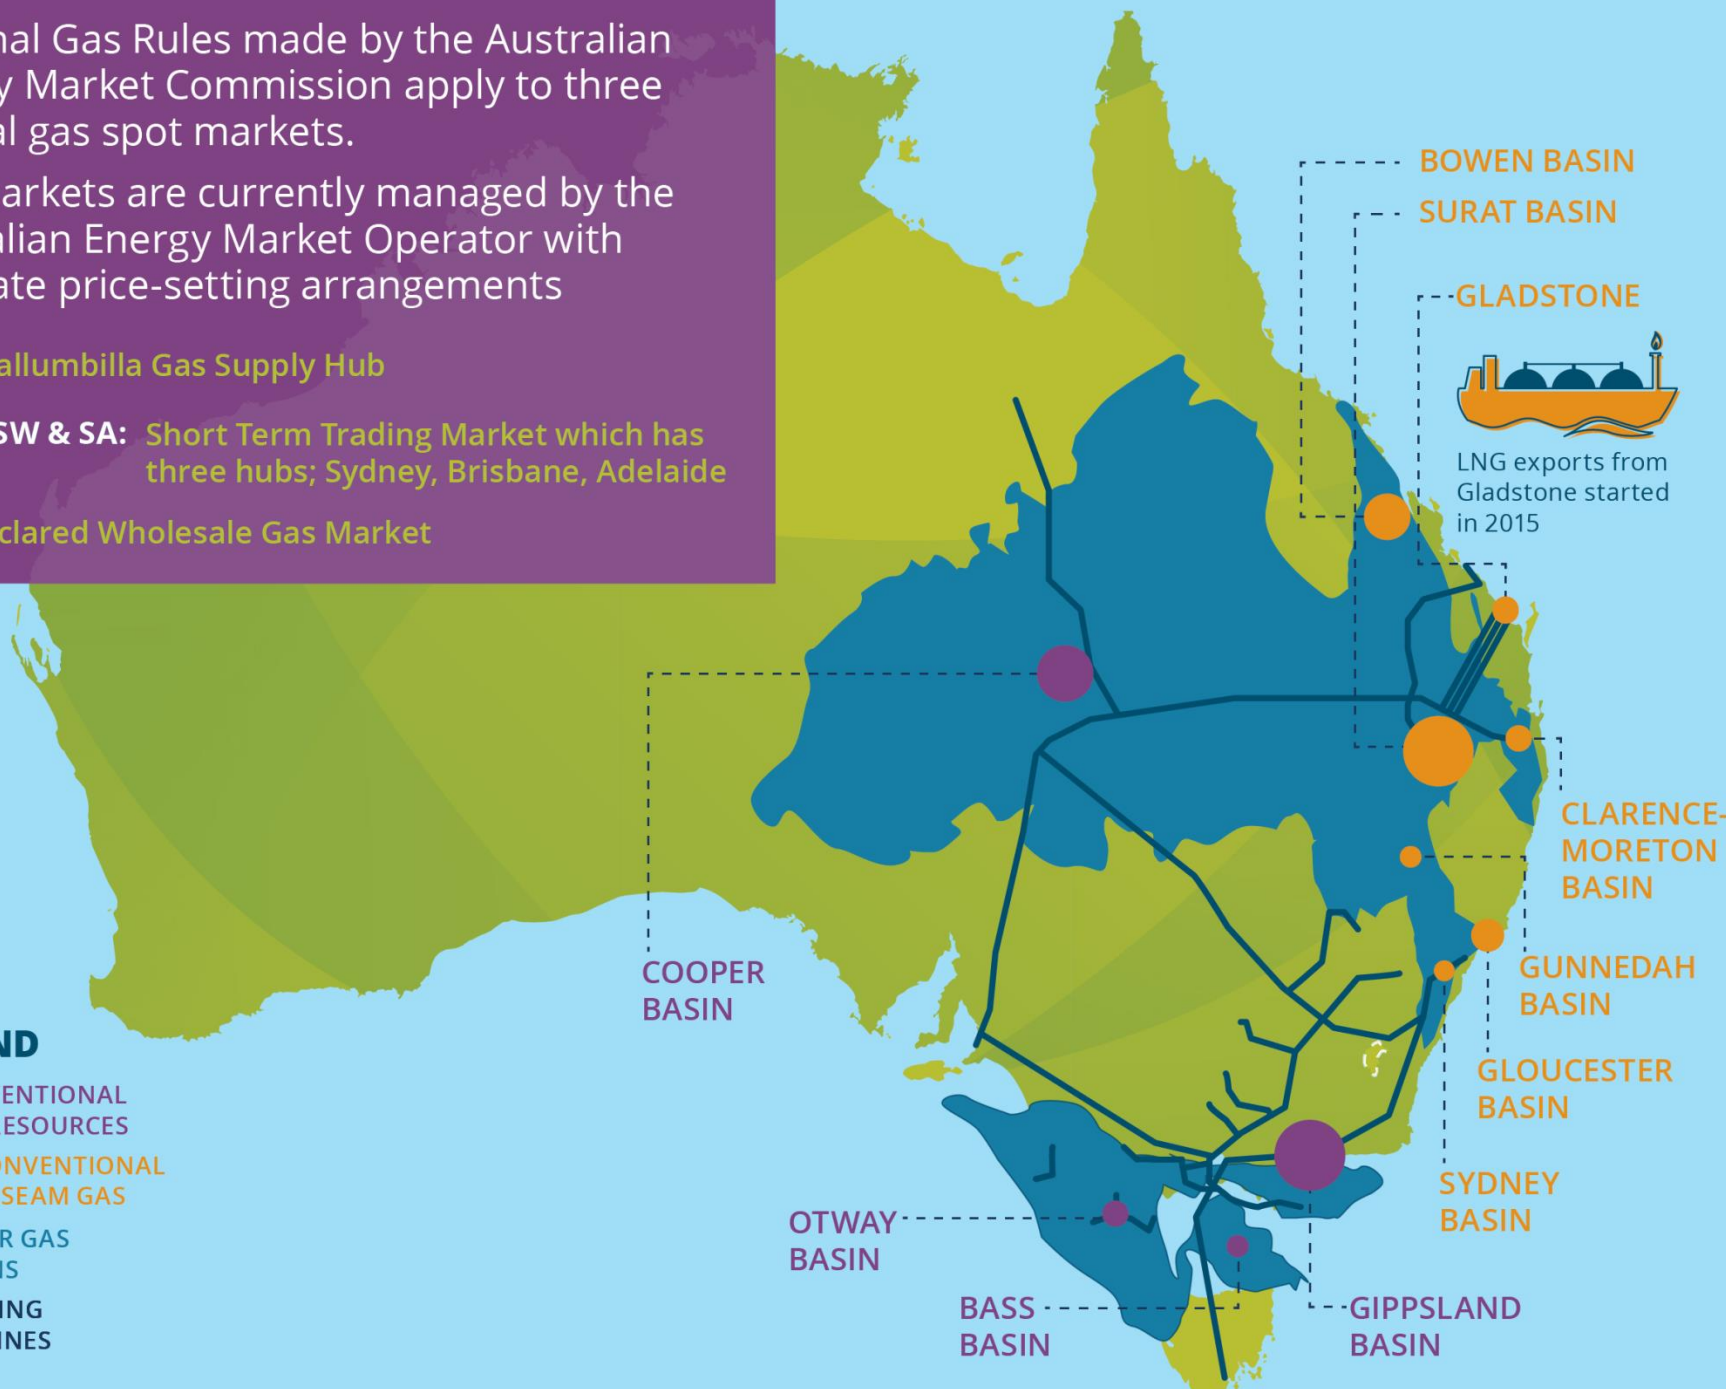 nal Gas Rules made by the Australian
y Market Commission apply to three
al gas spot markets.
arkets are currently managed by the
alian Energy Market Operator with
ate price-setting arrangements
allumbilla Gas Supply Hub
SW & SA: Short Term Trading Market which has
three hubs; Sydney, Brisbane, Adelaide
clared Wholesale Gas Market
BOWEN BASIN
SURAT BASIN
GLADSTONE
LNG exports from
Gladstone started
in 2015
CLARENCE-
MORETON
BASIN
COOPER
BASIN
GUNNEDAH
BASIN
GLOUCESTER
BASIN
SYDNEY
BASIN
OTWAY
BASIN
BASS
BASIN
GIPPSLAND
BASIN
ND
ENTIONAL
ESOURCES
ONVENTIONAL
SEAM GAS
R GAS
NS
ING
INES